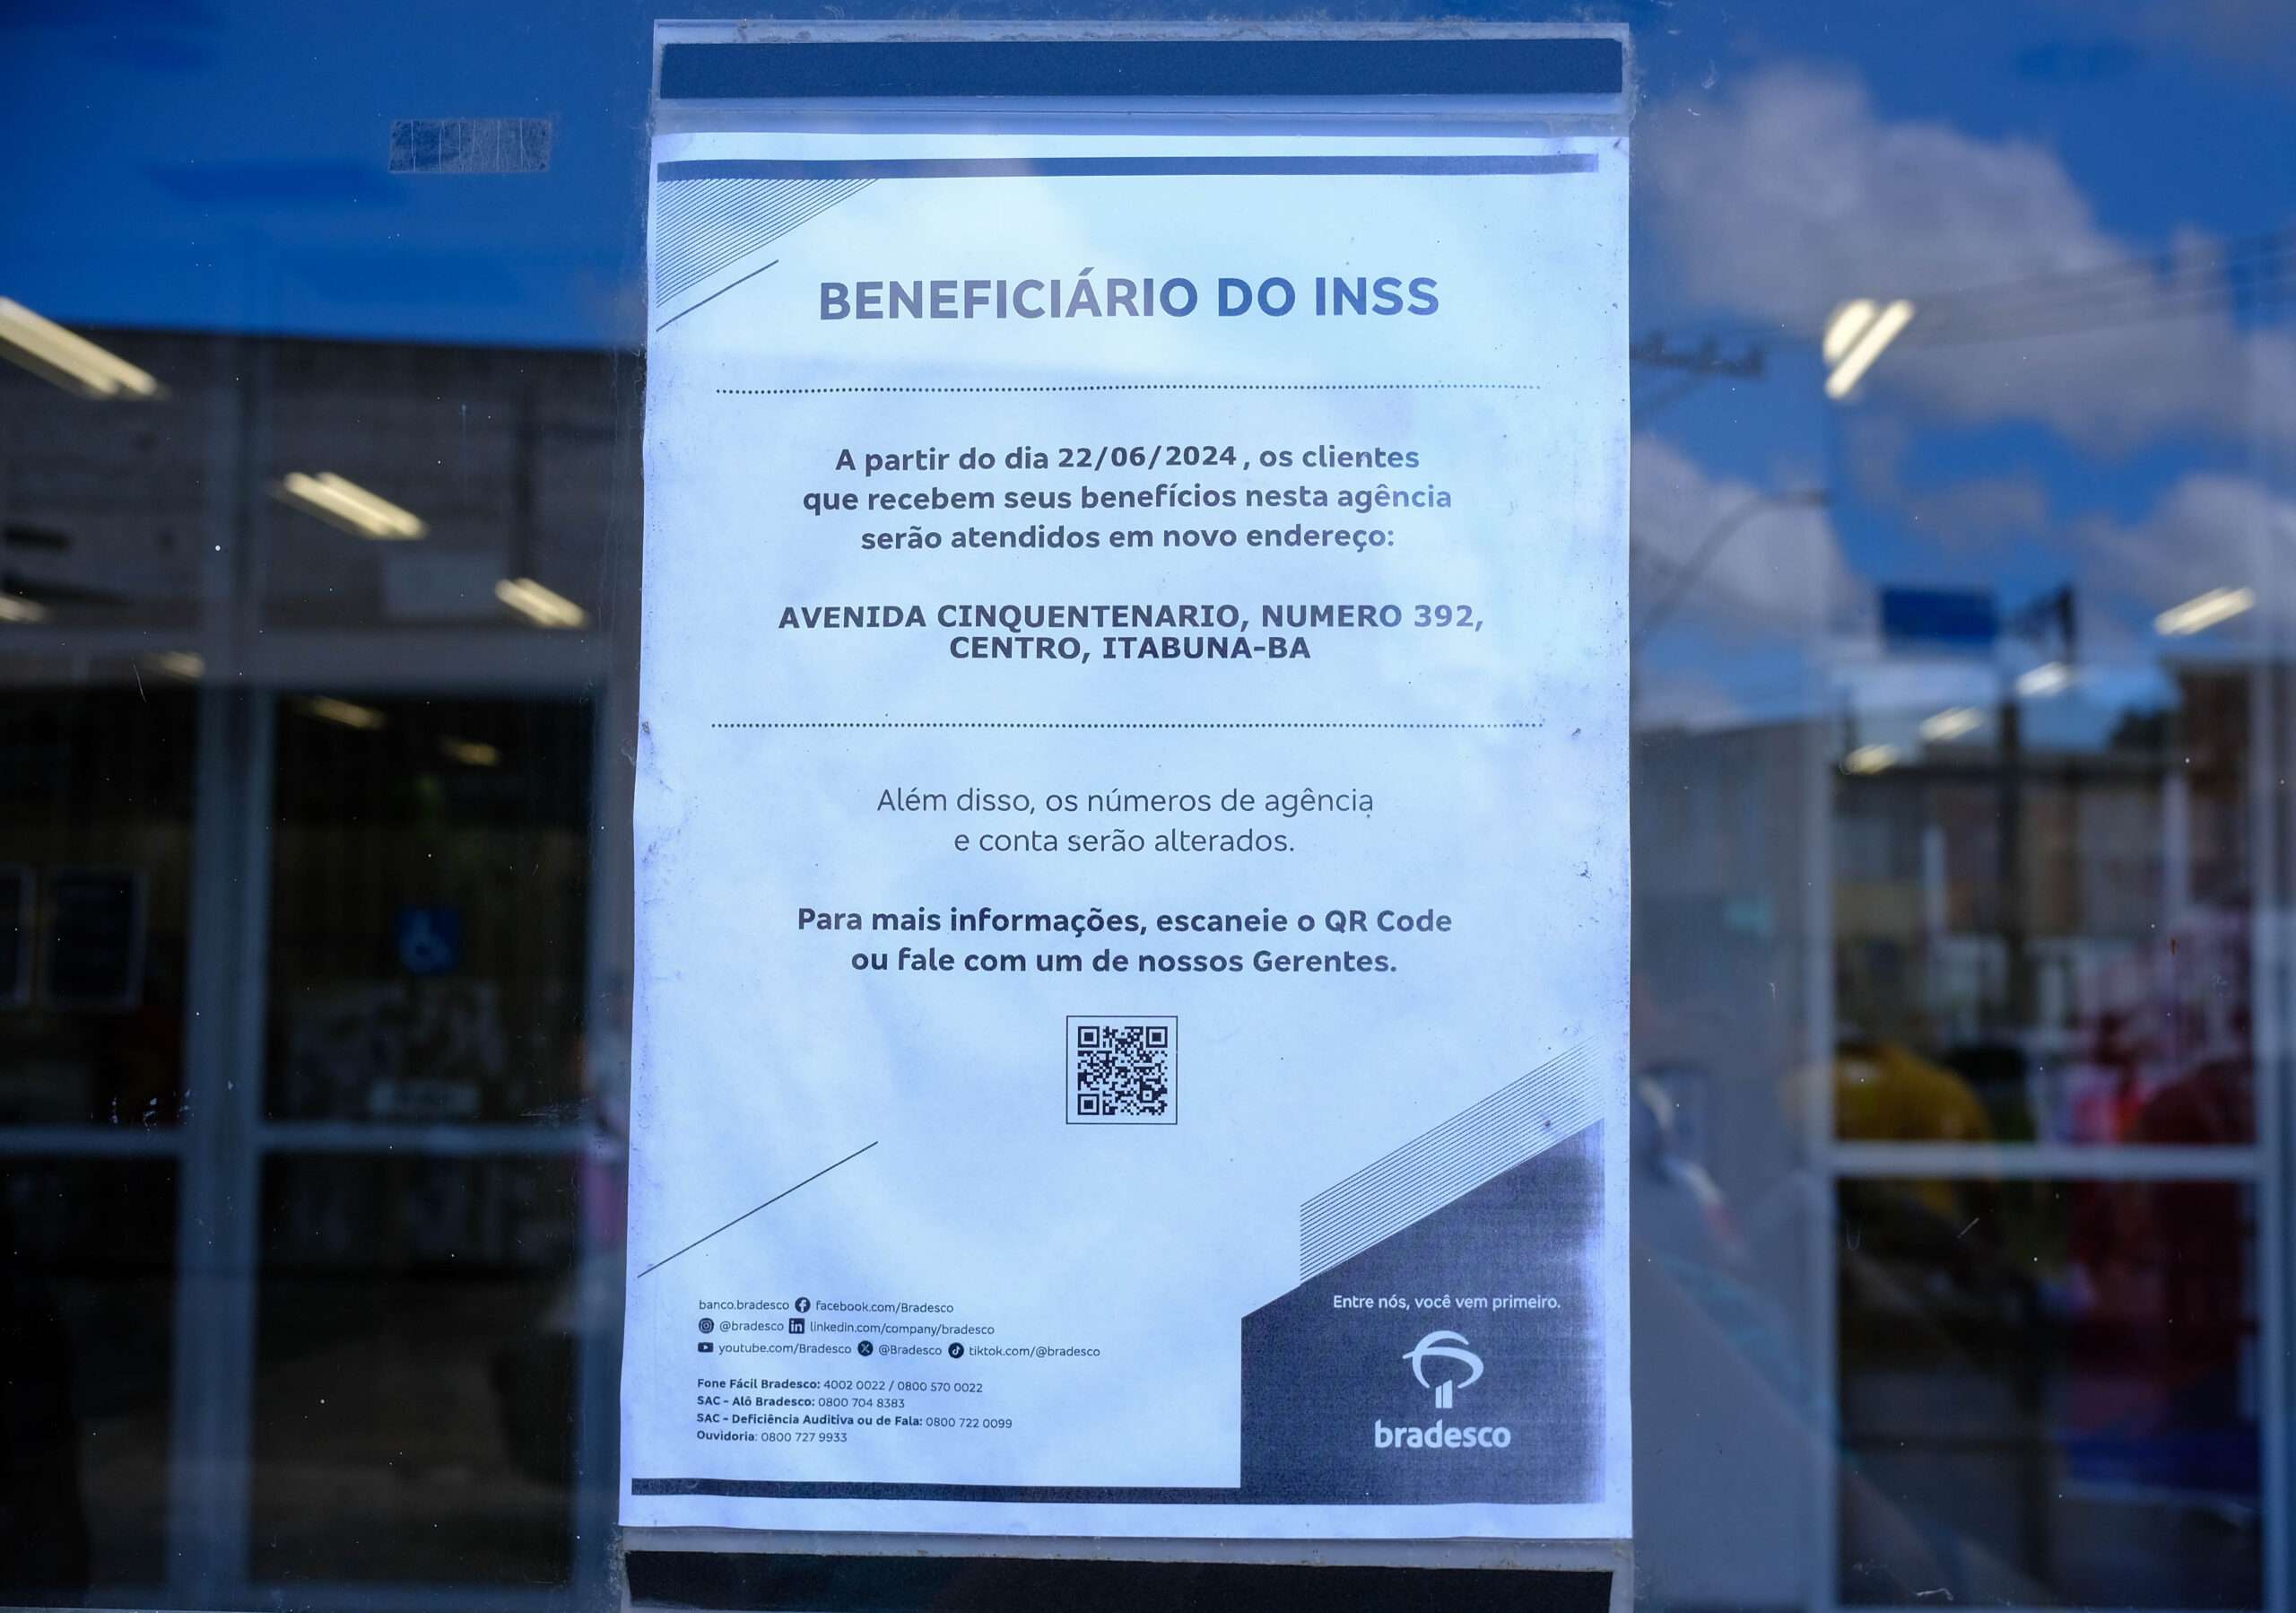 BENEFICIÁRIO DO INSS
A partir do dia 22/06/2024, os clientes
que recebem seus benefícios nesta agência
serão atendidos em novo endereço:
AVENIDA CINQUENTENARIO, NUMERO 392,
CENTRO, ITABUNA-BA
Além disso, os números de agência
e conta serão alterados.
Para mais informações, escaneie o QR Code
ou fale com um de nossos Gerentes.
banco.bradesco facebook.com/Bradesco
@bradesco linkedin.com/company/bradesco
youtube.com/Bradesco @Bradesco tiktok.com/@bradesco
Fone Fácil Bradesco: 4002 0022 / 0800 570 0022
SAC - Alô Bradesco: 0800 704 8383
SAC - Deficiência Auditiva ou de Fala: 0800 722 0099
Ouvidoria: 0800 727 9933
Entre nós, você vem primeiro.
bradesco